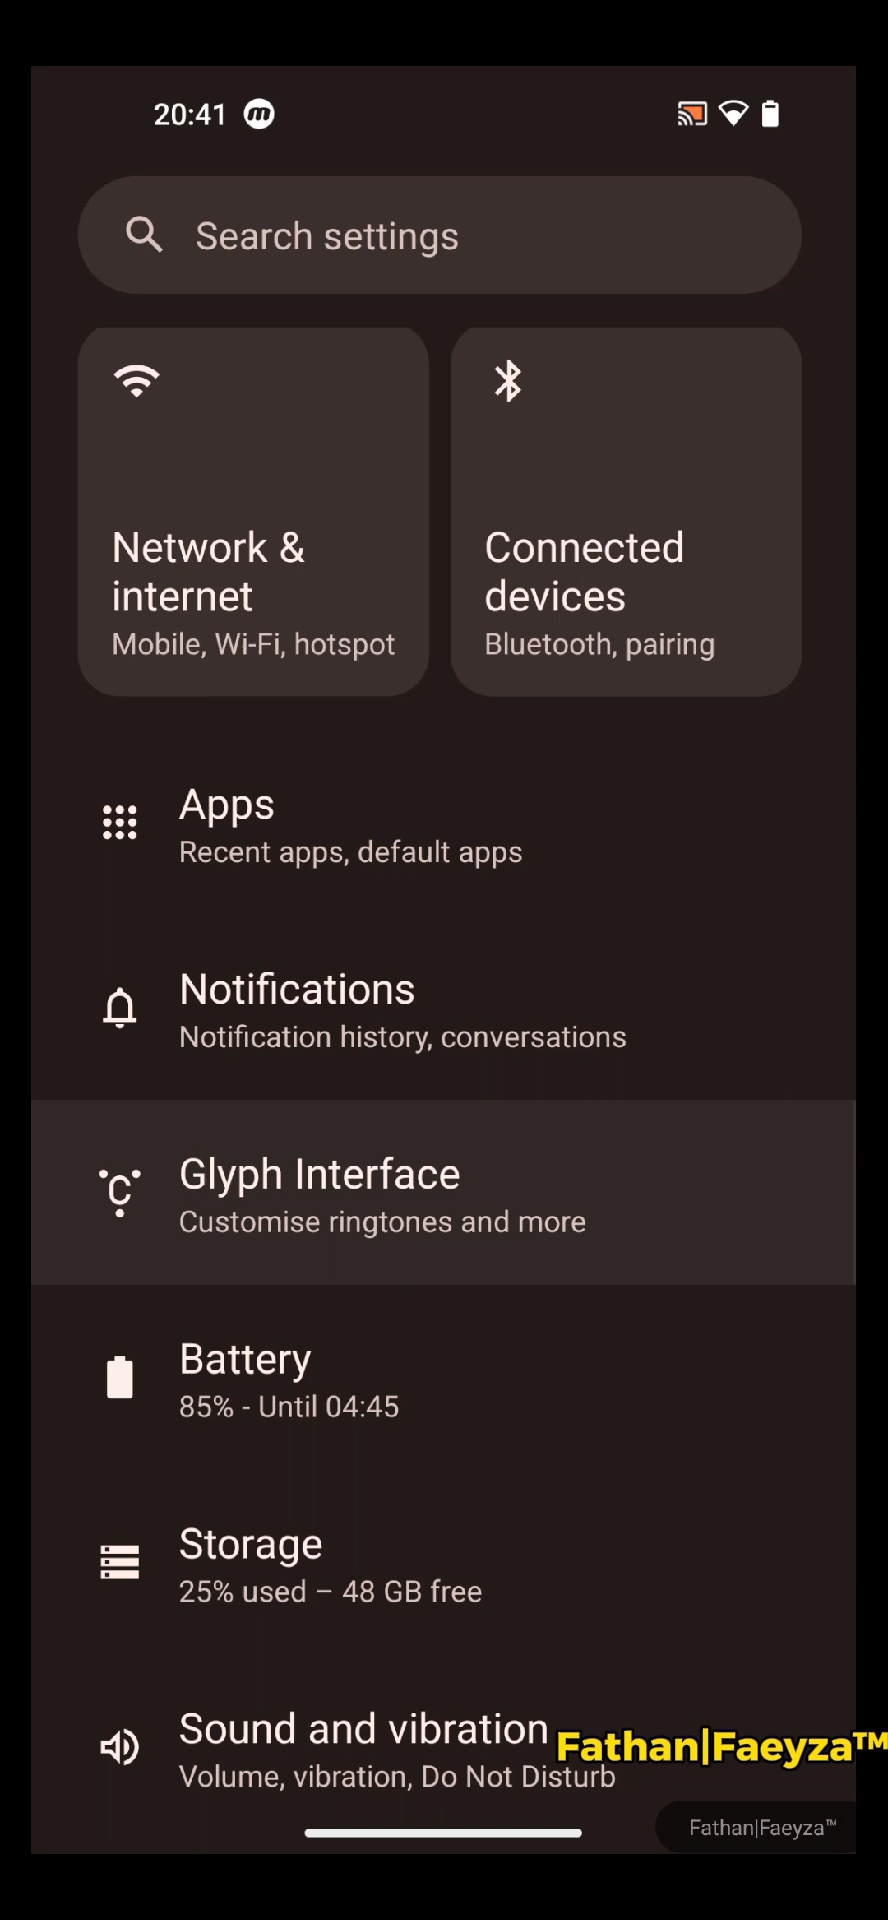 20:41
Search settings
Network &
internet
Mobile, Wi-Fi, hotspot
Connected
devices
Bluetooth, pairing
Apps
Recent apps, default apps
Notifications
Notification history, conversations
Glyph Interface
Customise ringtones and more
Battery
85% - Until 04:45
Storage
25% used – 48 GB free
Sound and vibration
Volume, vibration, Do Not Disturb
Fathan|Faeyza™
Fathan|Faeyza™